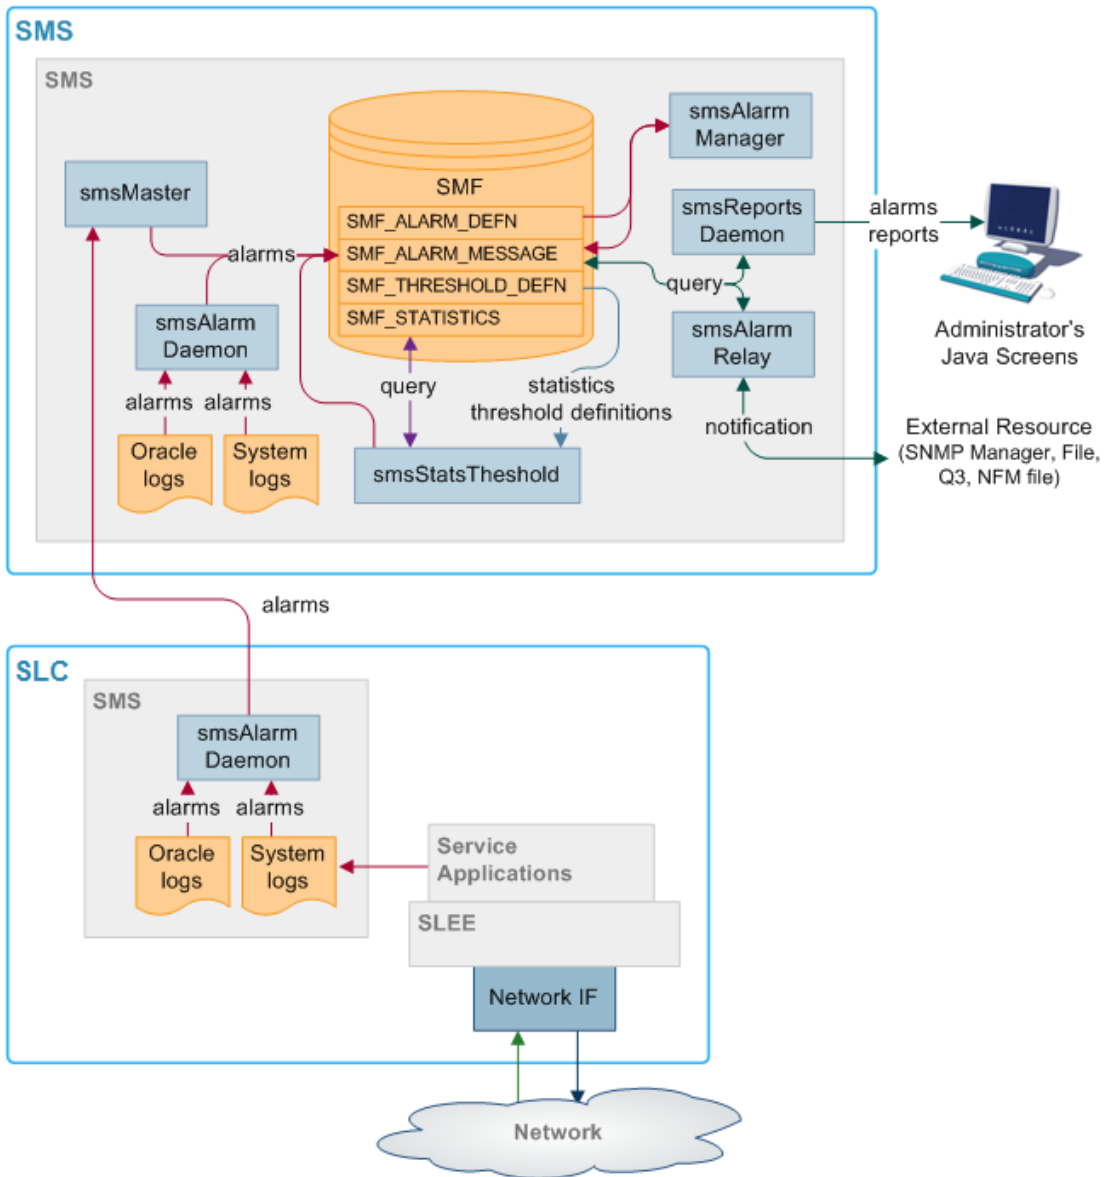 SMS
SMS
smsAlarm
Manager
SMF
smsMaster
SMF_ALARM_DEFN
SMF_ALARM_MESSAGE
SMF_THRESHOLD_DEFN
SMF_STATISTICS
smsReports
Daemon
alarms
reports
alarms
query
GLOBAL
Administrator's
Java Screens
smsAlarm
Daemon
smsAlarm
Relay
alarms
alarms
query
statistics
threshold definitions
notification
External Resource
(SNMP Manager, File,
Q3, NFM file)
Oracle
logs
System
logs
smsStatsTheshold
alarms
SLC
SMS
smsAlarm
Daemon
alarms
alarms
Oracle
logs
System
logs
Service
Applications
SLEE
Network IF
Network